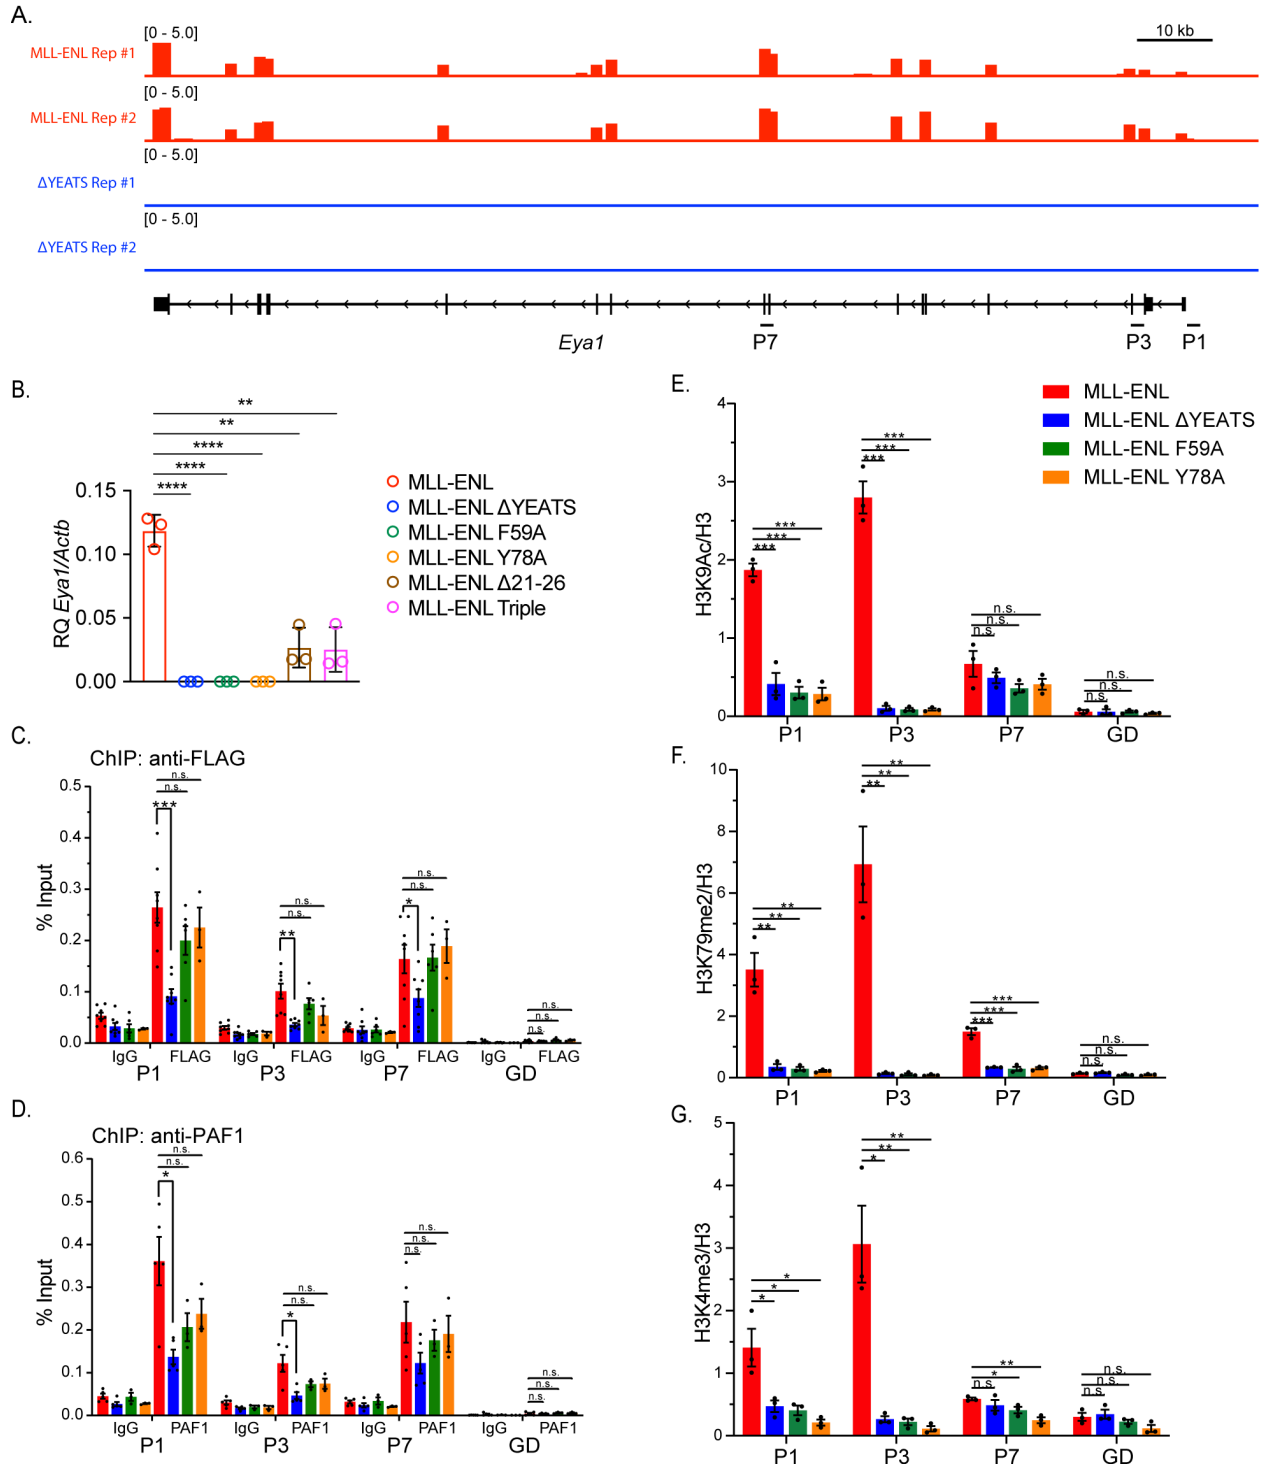 A.
[0 - 5.0]
10 kb
MLL-ENL Rep #1
[0 - 5.0]
MLL-ENL Rep #2
[0 - 5.0]
ΔYEATS Rep #1
[0 - 5.0]
ΔYEATS Rep #2
Eya1
P7
P3
P1
B.
**
**
****
****
****
0.15
0.10
0.05
0.00
RQ Eya1/Actb
MLL-ENL
MLL-ENL ΔYEATS
MLL-ENL F59A
MLL-ENL Y78A
MLL-ENL Δ21-26
MLL-ENL Triple
C.
ChIP: anti-FLAG
0.5
0.4
0.3
0.2
0.1
0.0
% Input
n.s.
n.s.
***
n.s.
n.s.
**
n.s.
n.s.
*
n.s.
n.s.
n.s.
IgG FLAG IgG FLAG IgG FLAG IgG FLAG
P1 P3 P7 GD
D.
ChIP: anti-PAF1
0.6
0.5
0.4
0.3
0.2
0.1
0.0
% Input
n.s.
n.s.
*
n.s.
n.s.
*
n.s.
n.s.
n.s.
n.s.
n.s.
n.s.
IgG PAF1 IgG PAF1 IgG PAF1 IgG PAF1
P1 P3 P7 GD
E.
MLL-ENL
MLL-ENL ΔYEATS
MLL-ENL F59A
MLL-ENL Y78A
4
3
2
1
0
H3K9Ac/H3
***
***
***
***
***
***
n.s.
n.s.
n.s.
n.s.
n.s.
n.s.
P1 P3 P7 GD
F.
10
8
6
4
2
0
H3K79me2/H3
**
**
**
**
**
**
***
***
***
n.s.
n.s.
n.s.
P1 P3 P7 GD
G.
5
4
3
2
1
0
H3K4me3/H3
*
*
*
**
**
*
**
*
n.s.
n.s.
n.s.
n.s.
P1 P3 P7 GD